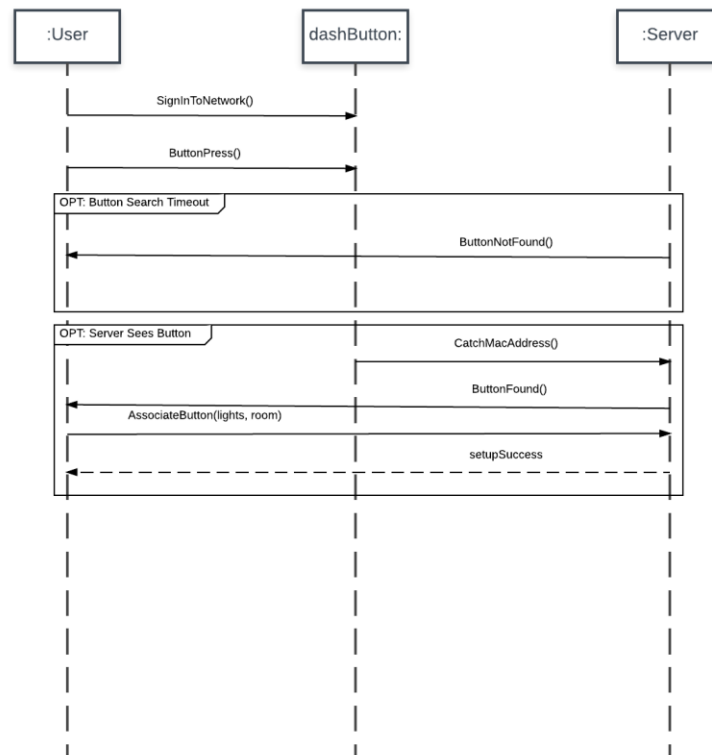 :User
dashButton:
:Server
SignInToNetwork()
ButtonPress()
OPT: Button Search Timeout
ButtonNotFound()
OPT: Server Sees Button
CatchMacAddress()
ButtonFound()
AssociateButton(lights, room)
setupSuccess